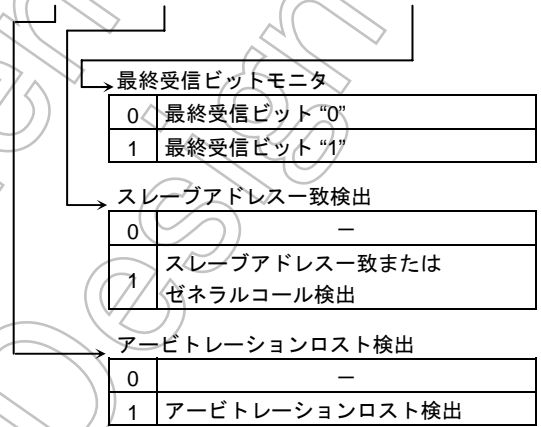 最終受信ビットモニタ
0 最終受信ビット “0”
1 最終受信ビット “1”
スレーブアドレス一致検出
0 －
1 スレーブアドレス一致または
ゼネラルコール検出
アービトレーションロスト検出
0 －
1 アービトレーションロスト検出